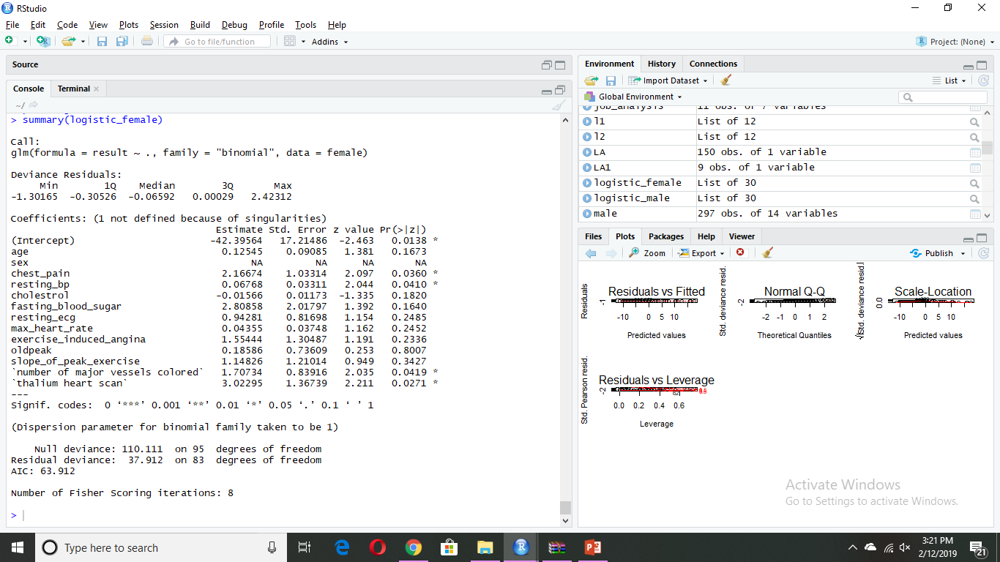 RStudio
File Edit Code View Plots Session Build Debug Profile Tools Help
Go to file/function Addins Project: (None)
Source
Console Terminal
~/
> summary(logistic_female)
Call:
glm(formula = result ~ ., family = "binomial", data = female)
Deviance Residuals:
Min 1Q Median 3Q Max
-1.30165 -0.30526 -0.06592 0.00029 2.42312
Coefficients: (1 not defined because of singularities)
Estimate Std. Error z value Pr(>|z|)
(Intercept) -42.39564 17.21486 -2.463 0.0138 *
age 0.12545 0.09085 1.381 0.1673
sex NA NA NA NA
chest_pain 2.16674 1.03314 2.097 0.0360 *
resting_bp 0.06768 0.03311 2.044 0.0410 *
cholestrol -0.01566 0.01173 -1.335 0.1820
fasting_blood_sugar 2.80858 2.01797 1.392 0.1640
resting_ecg 0.94281 0.81698 1.154 0.2485
max_heart_rate 0.04355 0.03748 1.162 0.2452
exercise_induced_angina 1.55444 1.30487 1.191 0.2336
oldpeak 0.18586 0.73609 0.253 0.8007
slope_of_peak_exercise 1.14826 1.21014 0.949 0.3427
`number of major vessels colored` 1.70734 0.83916 2.035 0.0419 *
`thalium heart scan` 3.02295 1.36739 2.211 0.0271 *
---
Signif. codes: 0 ‘***’ 0.001 ‘**’ 0.01 ‘*’ 0.05 ‘.’ 0.1 ‘ ’ 1
(Dispersion parameter for binomial family taken to be 1)
Null deviance: 110.111 on 95 degrees of freedom
Residual deviance: 37.912 on 83 degrees of freedom
AIC: 63.912
Number of Fisher Scoring iterations: 8
>
Environment History Connections
Import Dataset List
Global Environment
job_analysis 11 obs. of 7 variables
l1 List of 12
l2 List of 12
LA 150 obs. of 1 variable
LA1 9 obs. of 1 variable
logistic_female List of 30
logistic_male List of 30
male 297 obs. of 14 variables
Files Plots Packages Help Viewer
Zoom Export Publish
Residuals vs Fitted
Residuals
-1
-10 0 5 10
Predicted values
Normal Q-Q
Std. deviance resid.
-2
-2 -1 0 1 2
Theoretical Quantiles
Scale-Location
Std. deviance resid.
0.0
-10 0 5 10
Predicted values
Residuals vs Leverage
Std. Pearson resid.
-2
0.0 0.2 0.4 0.6
Leverage
Activate Windows
Go to Settings to activate Windows.
Type here to search
3:21 PM
2/12/2019
21